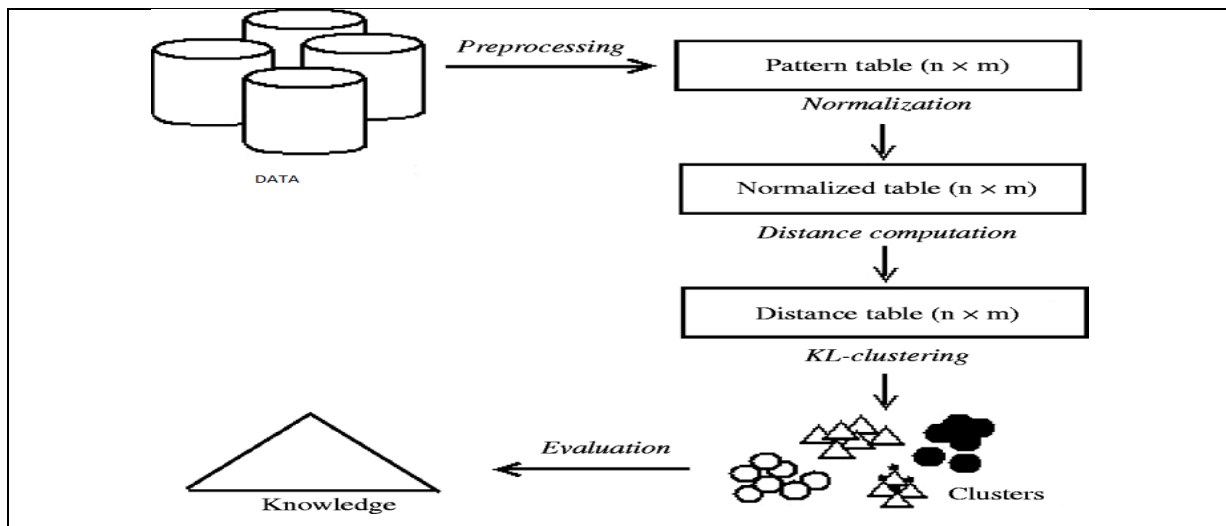 Preprocessing
Pattern table (n × m)
Normalization
DATA
Normalized table (n × m)
Distance computation
Distance table (n × m)
KL-clustering
Evaluation
Clusters
Knowledge